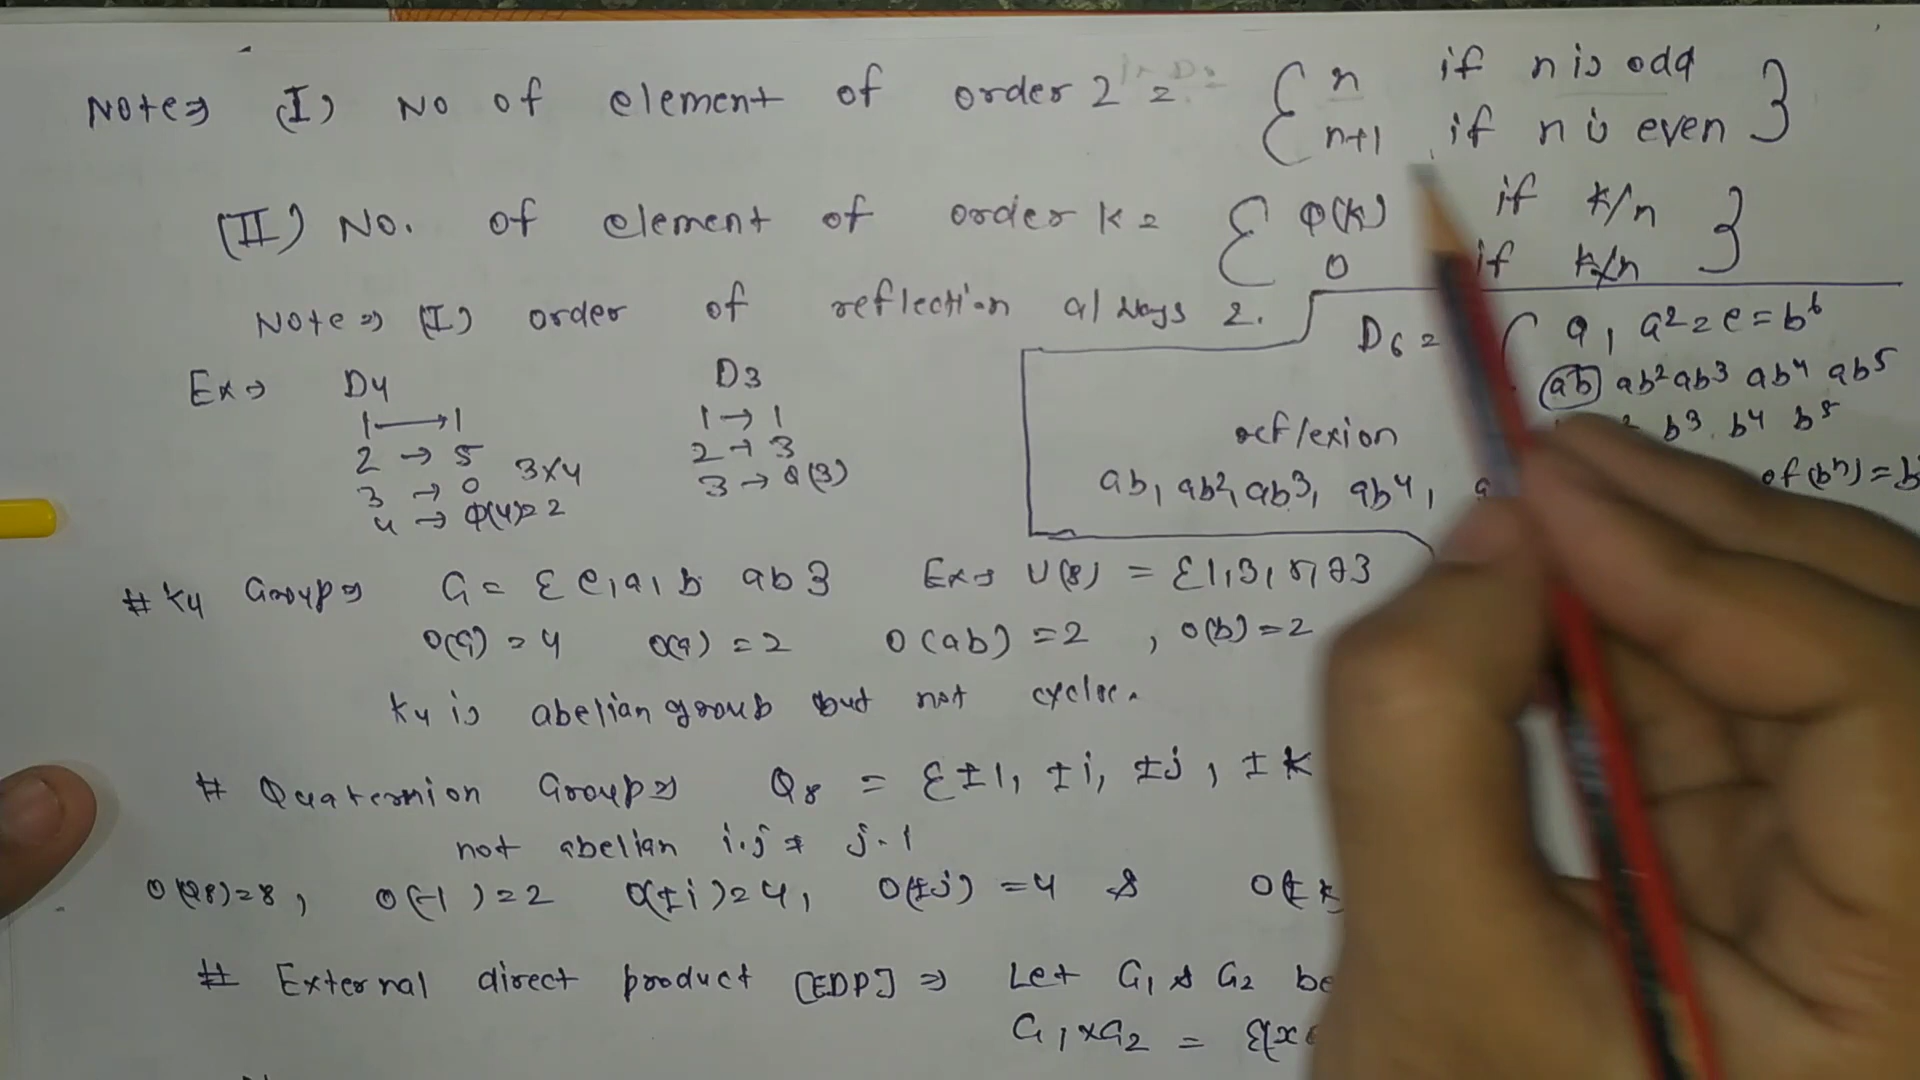 Note⇒ (I) No of element of order 2 in Dn = { n if n is odd
n+1 if n is even }
(II) No. of element of order k = { φ(k) if k/n
0 if k∤n }
Note⇒ (I) order of reflection always 2.
D6 = { a, a²=e=b⁶
ab ab² ab³ ab⁴ ab⁵
b³ b⁴ b⁵
Ex→ D4 D3
1→1 1→1
2→5 2→3
3→0 3∤4 3→φ(3)
4→φ(4)=2
reflexion
ab, ab², ab³, ab⁴,
# K4 Group⇒ G = {e, a, b ab} Ex→ U(8) = {1,3,5,7}
O(G) = 4 O(a) = 2 O(ab) = 2 , O(b) = 2
K4 is abelian group but not cyclic.
# Quaternion Group⇒ Q8 = {±1, ±i, ±j, ±k
not abelian i.j ≠ j.i
O(Q8)=8, O(-1)=2 O(±i)=4, O(±j)=4 & O(±k
# External direct product [EDP] ⇒ Let G1 & G2 be
G1×G2 = {(x